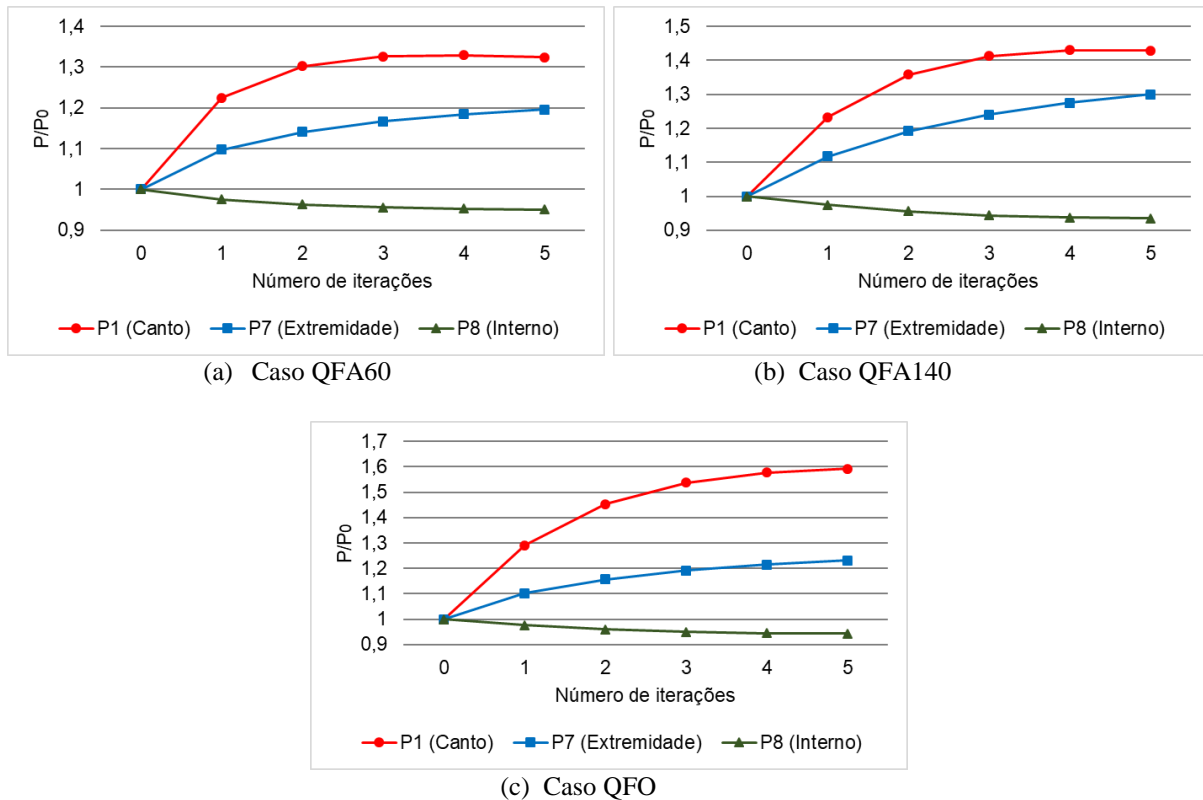 1,4
1,3
1,2
1,1
1
0,9
P/P0
0 1 2 3 4 5
Número de iterações
P1 (Canto) P7 (Extremidade) P8 (Interno)
(a) Caso QFA60
1,5
1,4
1,3
1,2
1,1
1
0,9
P/P0
0 1 2 3 4 5
Número de iterações
P1 (Canto) P7 (Extremidade) P8 (Interno)
(b) Caso QFA140
1,7
1,6
1,5
1,4
1,3
1,2
1,1
1
0,9
P/P0
0 1 2 3 4 5
Número de iterações
P1 (Canto) P7 (Extremidade) P8 (Interno)
(c) Caso QFO